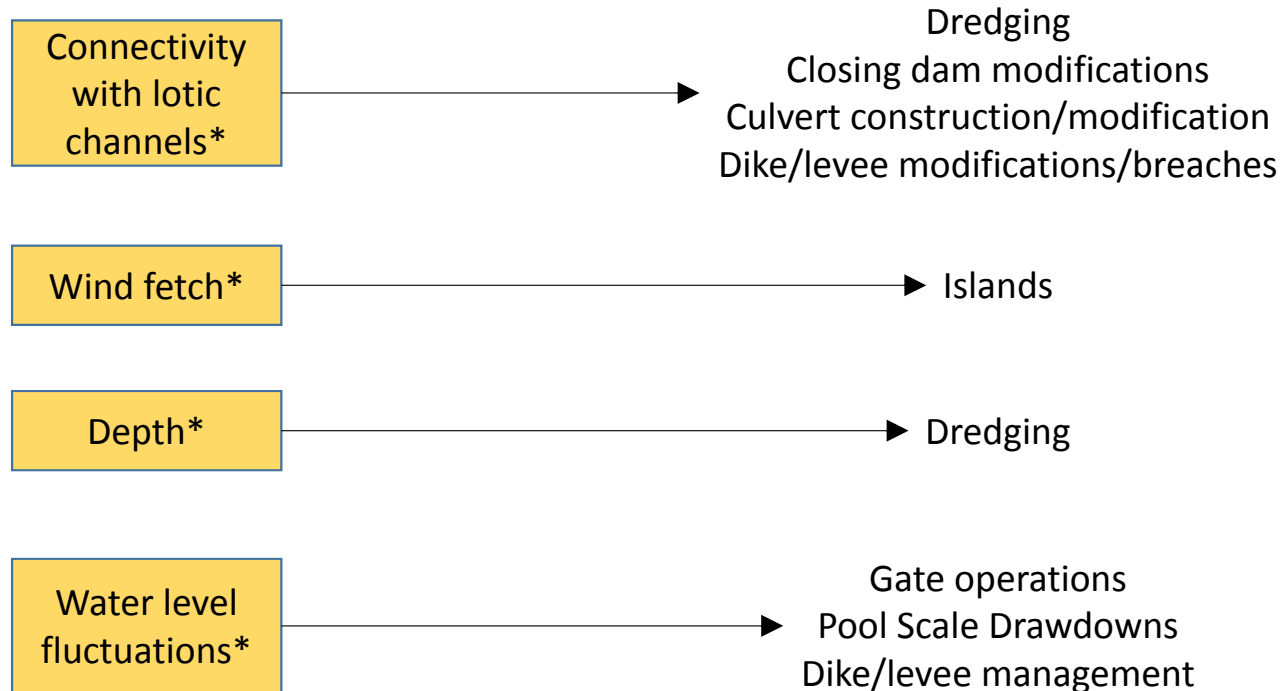 Connectivity
with lotic
channels*
Dredging
Closing dam modifications
Culvert construction/modification
Dike/levee modifications/breaches
Wind fetch*
Islands
Depth*
Dredging
Water level
fluctuations*
Gate operations
Pool Scale Drawdowns
Dike/levee management